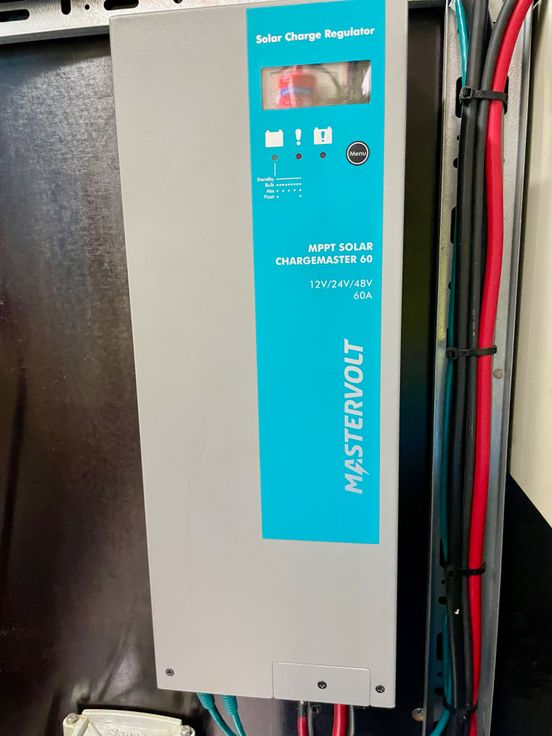 Solar Charge Regulator
Menu
Standby
Bulk
Abs
Float
MPPT SOLAR
CHARGEMASTER 60
12V/24V/48V
60A
MASTERVOLT